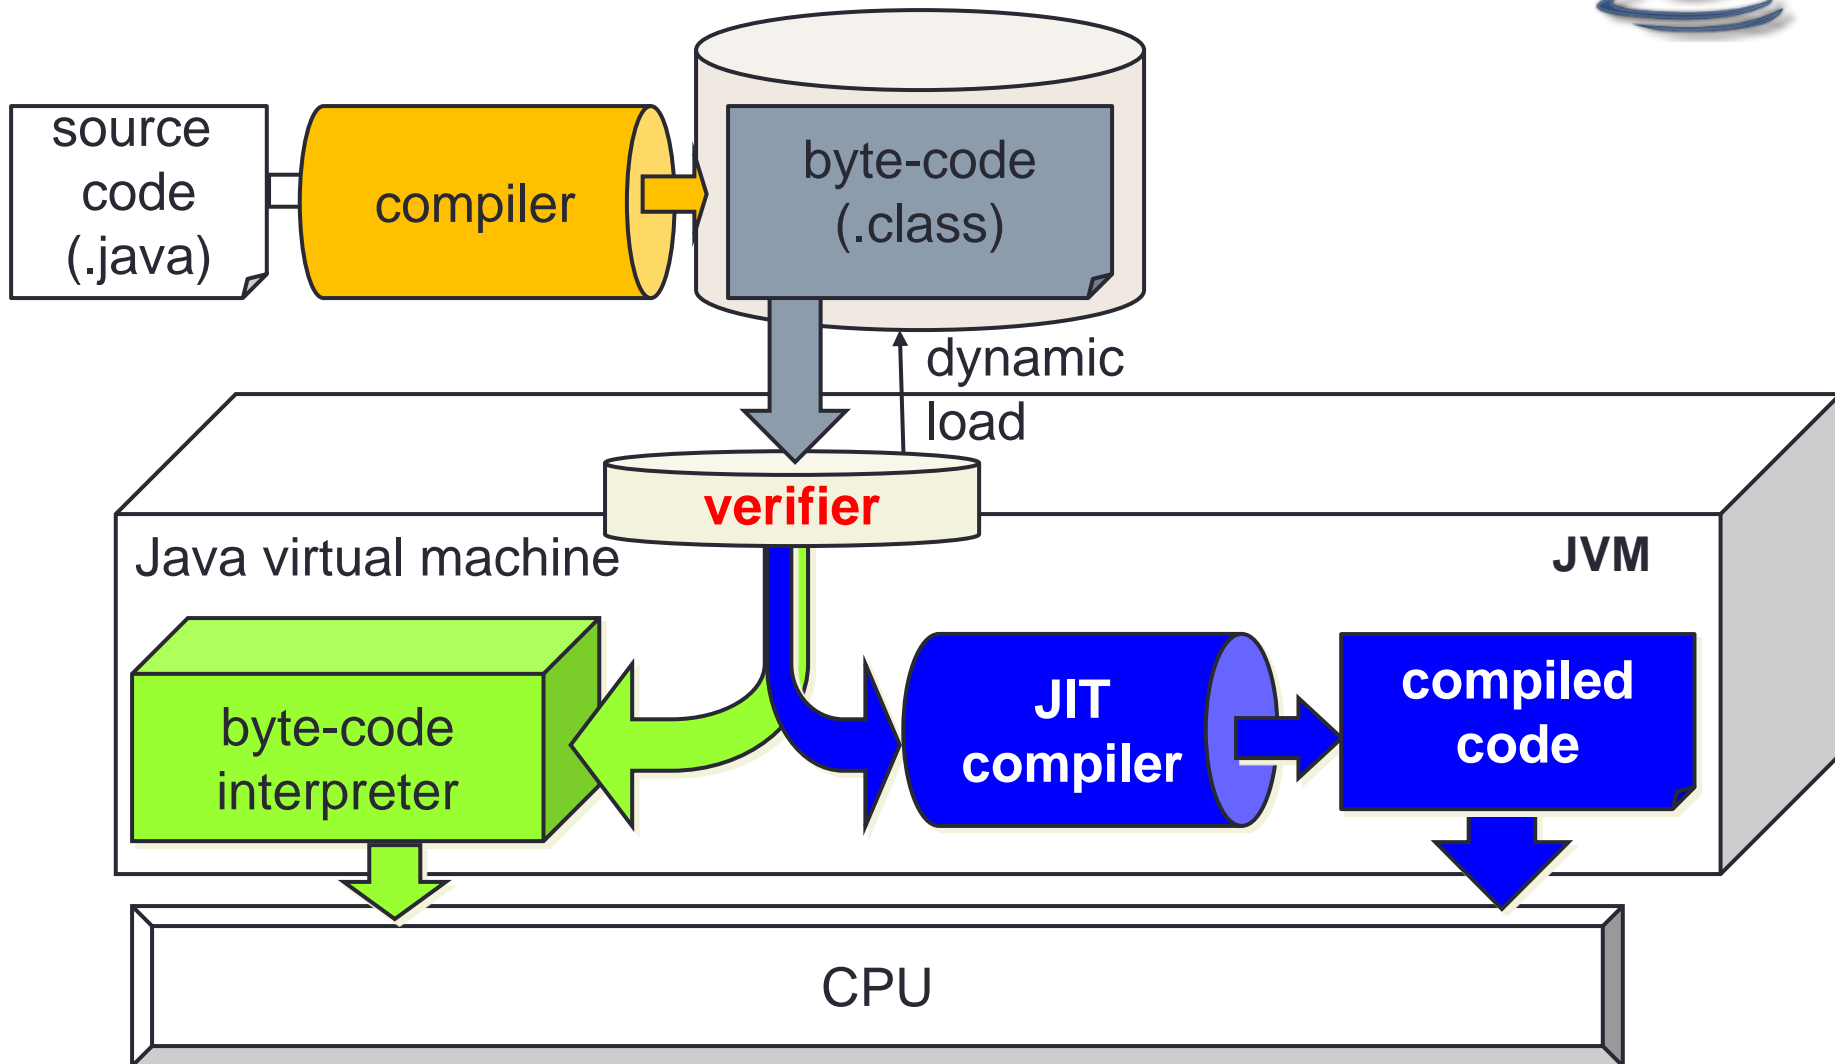 source
code
(.java)
compiler
byte-code
(.class)
dynamic
load
verifier
Java virtual machine
JVM
byte-code
interpreter
JIT
compiler
compiled
code
CPU